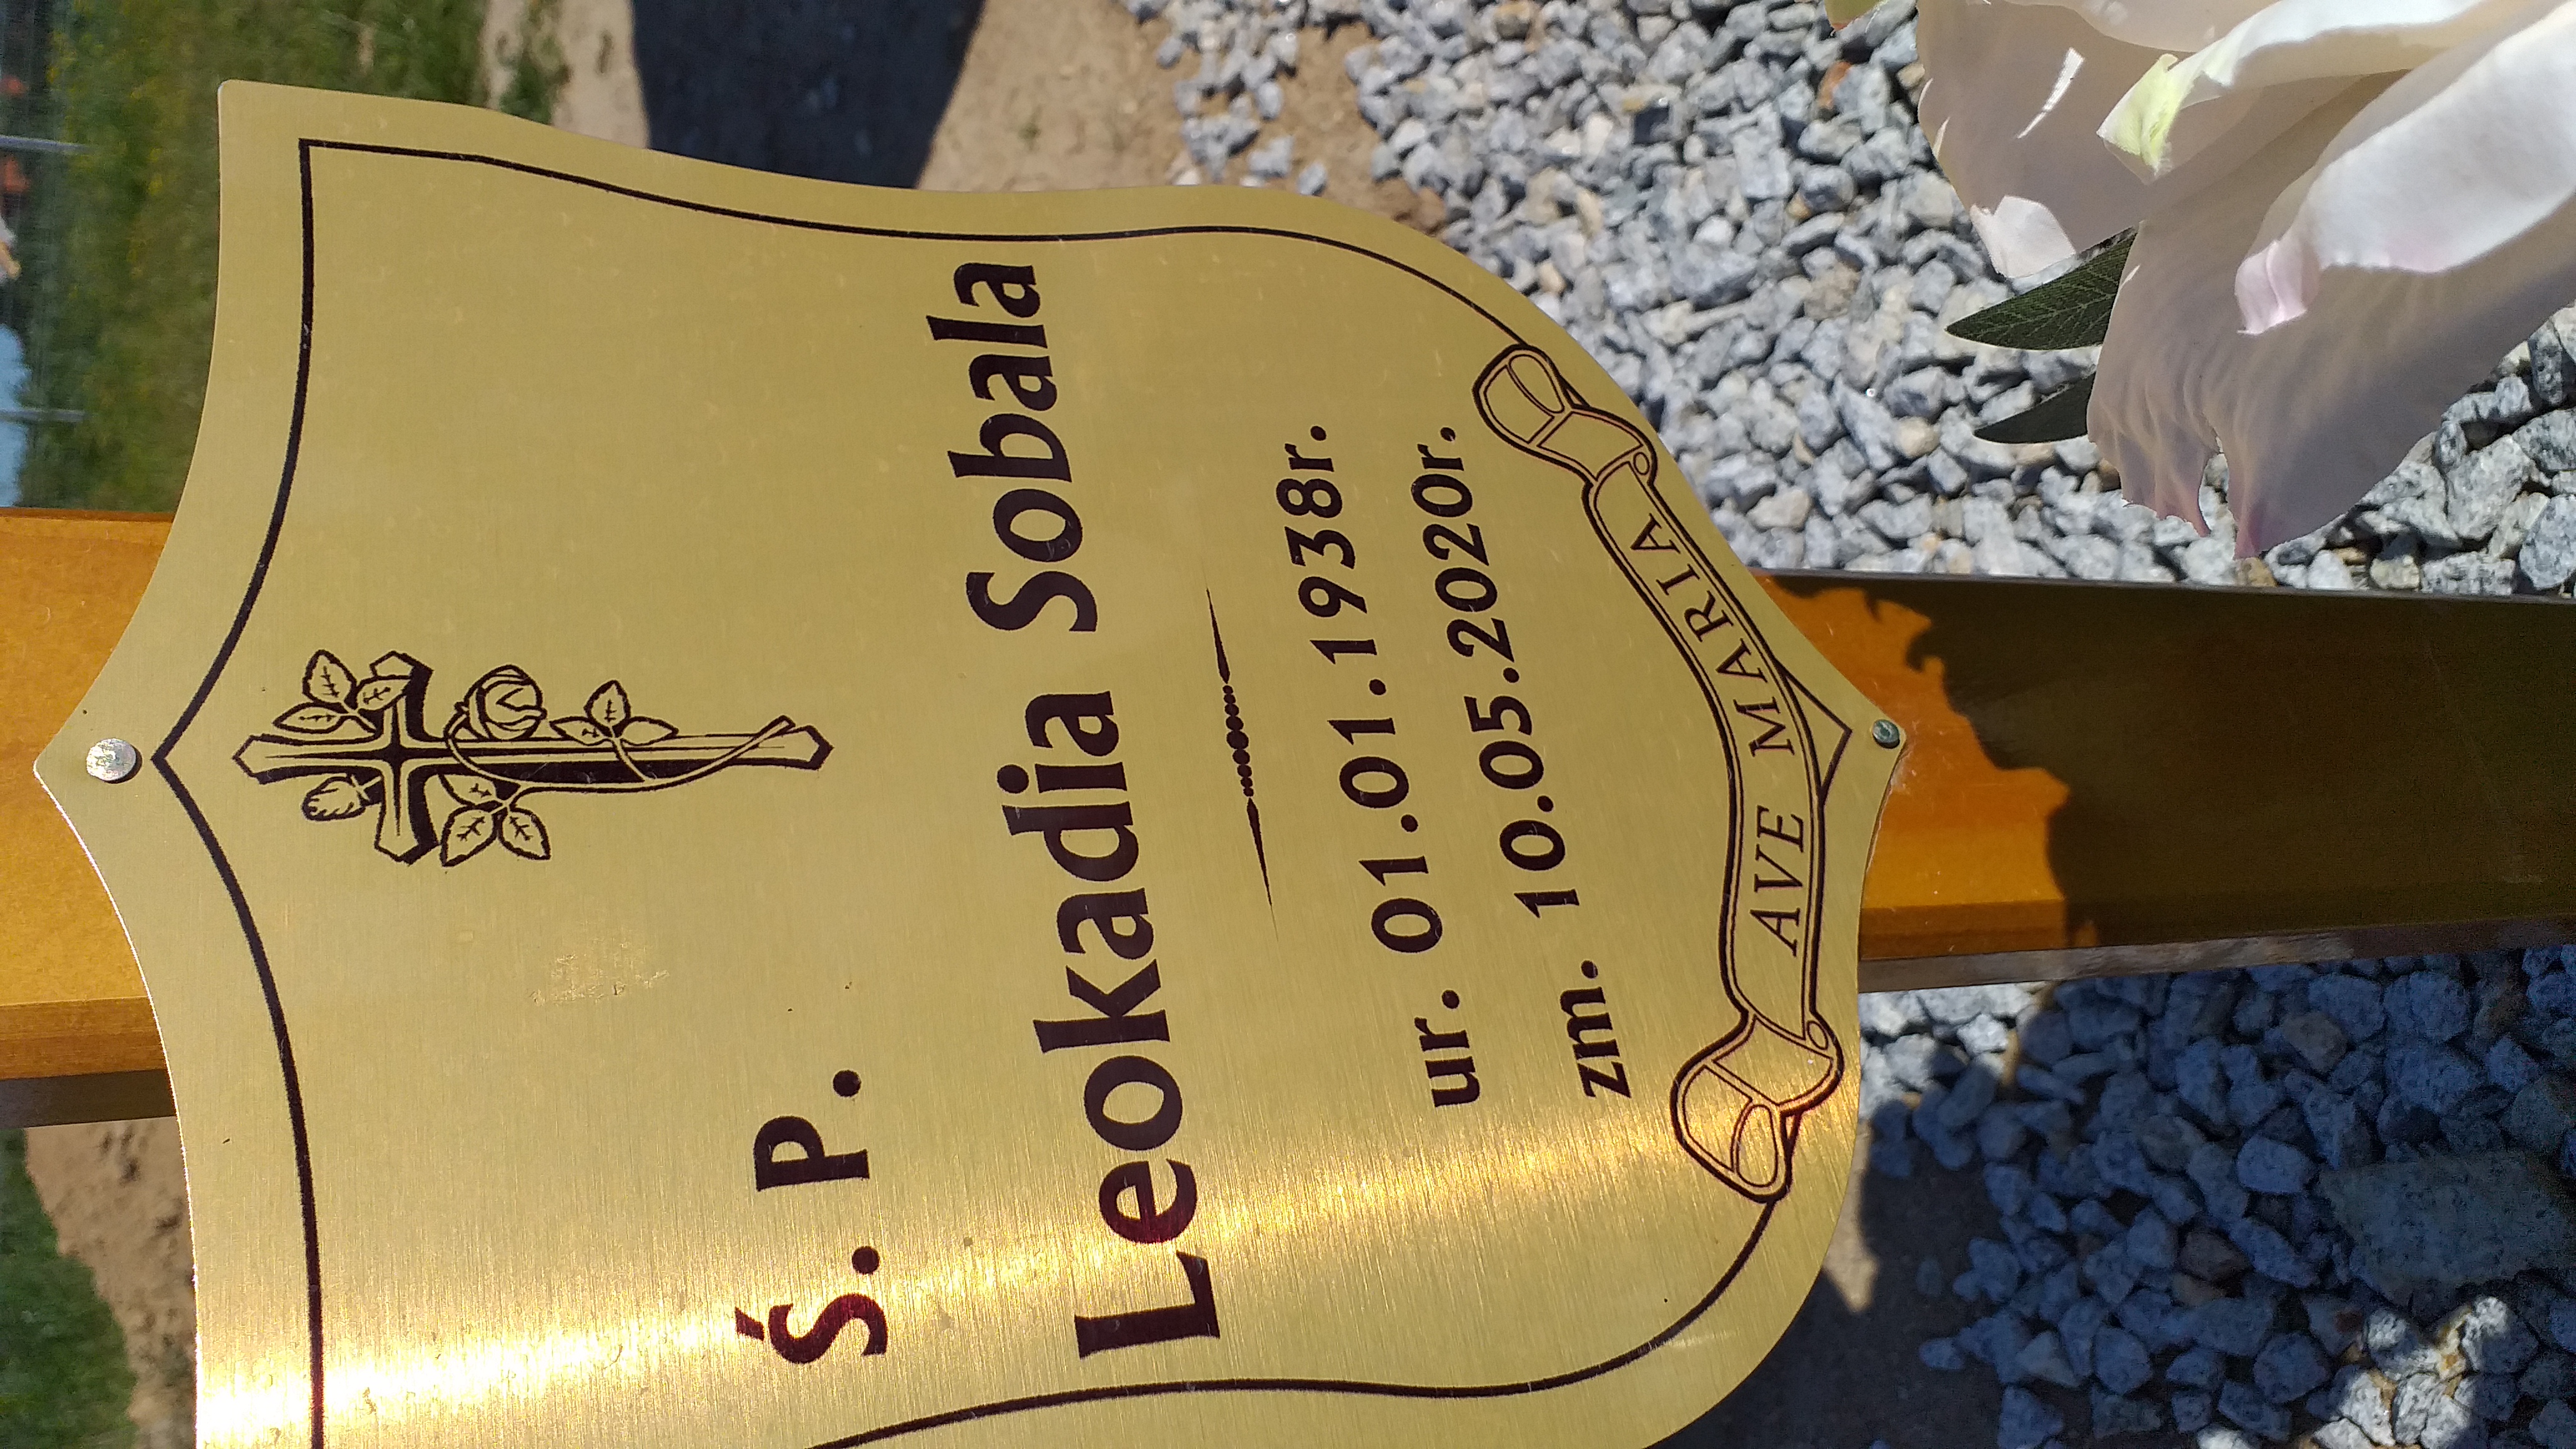 Ś. P.
Leokadia Sobala
ur. 01.01.1938r.
zm. 10.05.2020r.
AVE MARIA